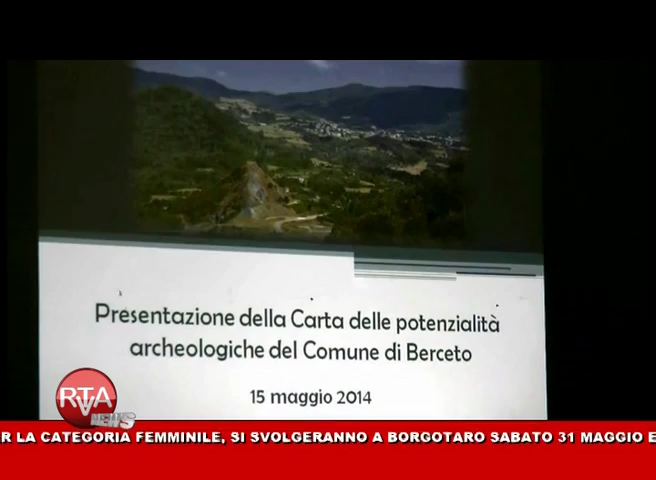 Presentazione della Carta delle potenzialità
archeologiche del Comune di Berceto
15 maggio 2014
RTA
NEWS
R LA CATEGORIA FEMMINILE, SI SVOLGERANNO A BORGOTARO SABATO 31 MAGGIO E